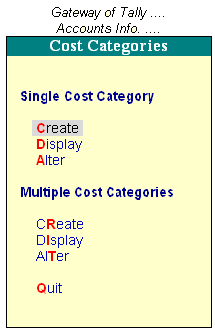 Gateway of Tally ....
Accounts Info. ....
Cost Categories
Single Cost Category
Create
Display
Alter
Multiple Cost Categories
CReate
DIsplay
AlTer
Quit